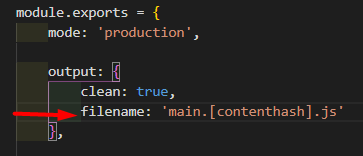 module.exports = {
mode: 'production',
output: {
clean: true,
filename: 'main.[contenthash].js'
},